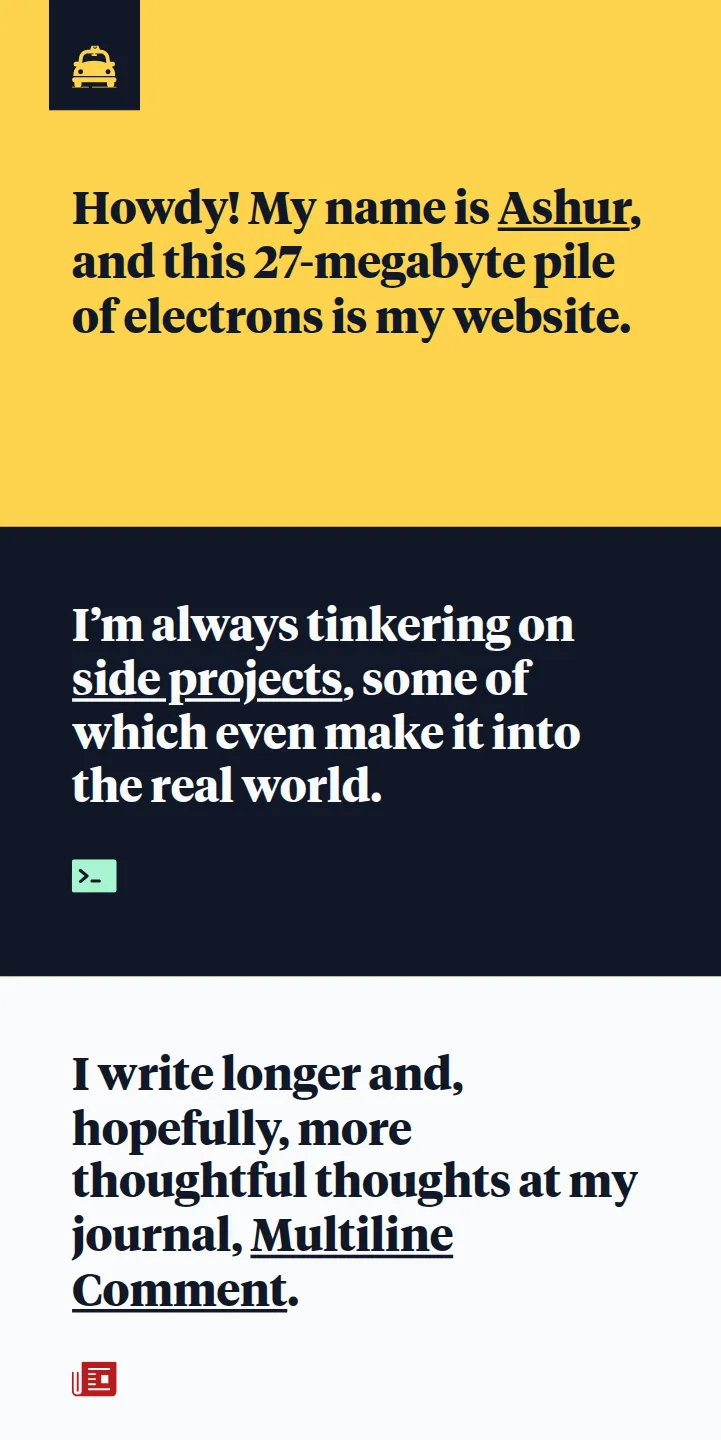 Howdy! My name is Ashur,
and this 27-megabyte pile
of electrons is my website.
I’m always tinkering on
side projects, some of
which even make it into
the real world.
I write longer and,
hopefully, more
thoughtful thoughts at my
journal, Multiline
Comment.